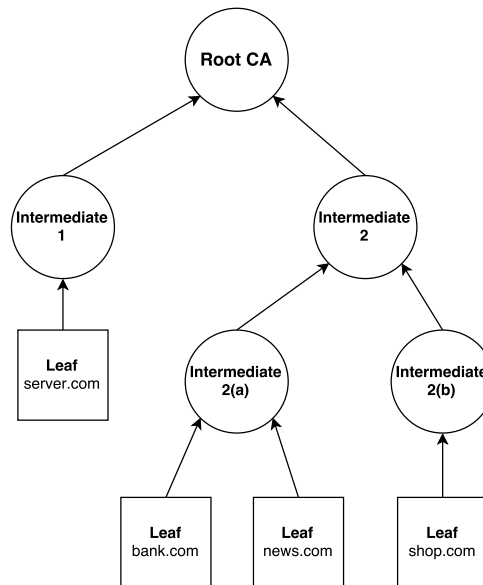 Root CA
Intermediate
1
Intermediate
2
Leaf
server.com
Intermediate
2(a)
Intermediate
2(b)
Leaf
bank.com
Leaf
news.com
Leaf
shop.com